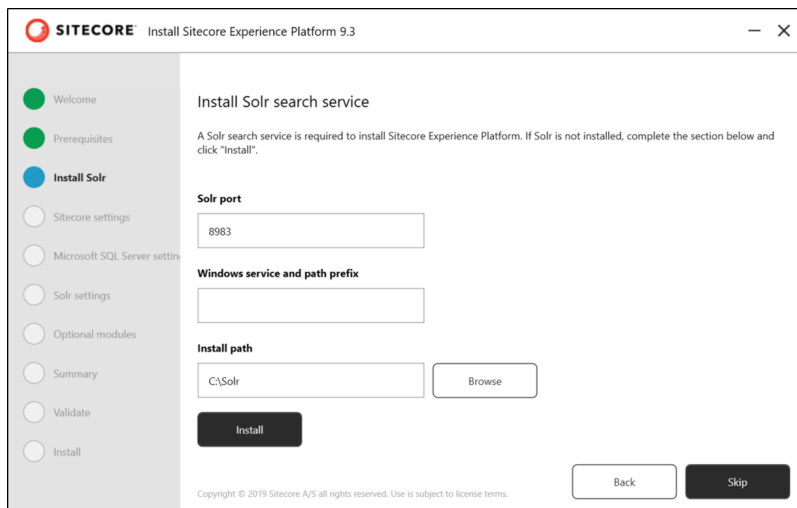 SITECORE Install Sitecore Experience Platform 9.3
Welcome
Prerequisites
Install Solr
Sitecore settings
Microsoft SQL Server settin
Solr settings
Optional modules
Summary
Validate
Install
Install Solr search service
A Solr search service is required to install Sitecore Experience Platform. If Solr is not installed, complete the section below and
click "Install".
Solr port
8983
Windows service and path prefix
Install path
C:\Solr
Browse
Install
Back
Skip
Copyright © 2019 Sitecore A/S all rights reserved. Use is subject to license terms.